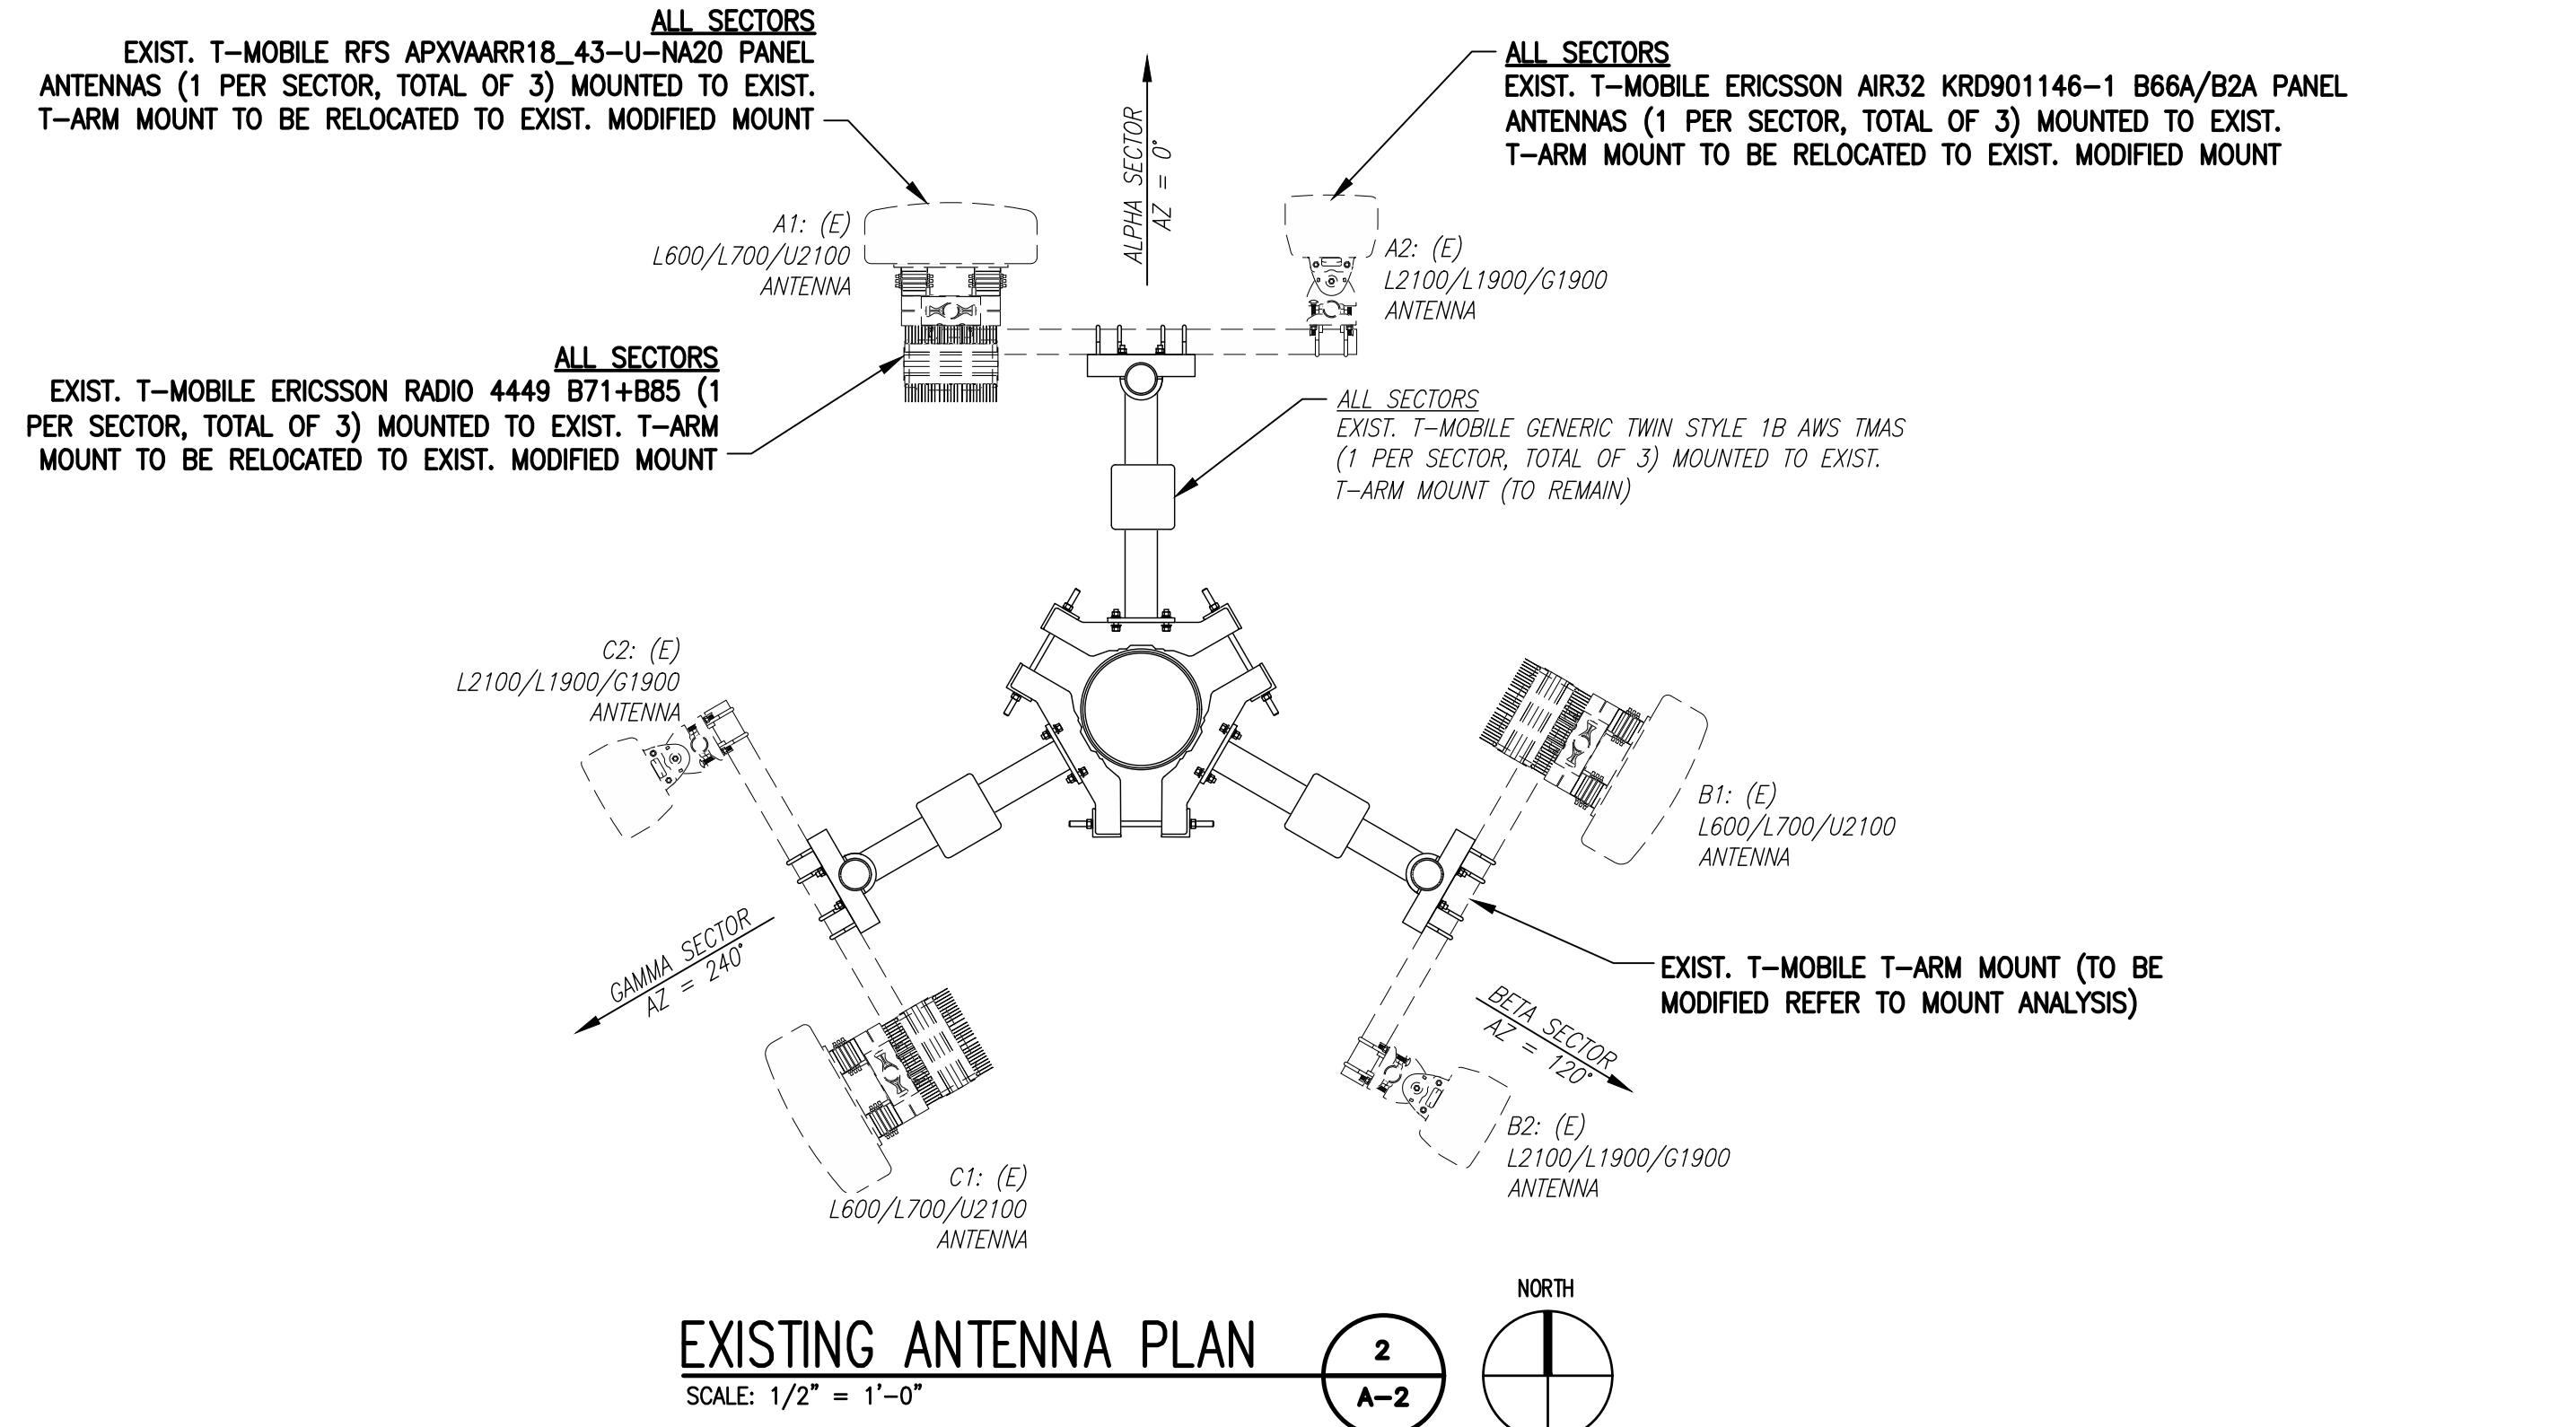 ALL SECTORS
EXIST. T-MOBILE RFS APXVAARR18_43-U-NA20 PANEL
ANTENNAS (1 PER SECTOR, TOTAL OF 3) MOUNTED TO EXIST.
T-ARM MOUNT TO BE RELOCATED TO EXIST. MODIFIED MOUNT
ALL SECTORS
EXIST. T-MOBILE ERICSSON AIR32 KRD901146-1 B66A/B2A PANEL
ANTENNAS (1 PER SECTOR, TOTAL OF 3) MOUNTED TO EXIST.
T-ARM MOUNT TO BE RELOCATED TO EXIST. MODIFIED MOUNT
ALPHA SECTOR
AZ = 0°
A1: (E)
L600/L700/U2100
ANTENNA
A2: (E)
L2100/L1900/G1900
ANTENNA
ALL SECTORS
EXIST. T-MOBILE ERICSSON RADIO 4449 B71+B85 (1
PER SECTOR, TOTAL OF 3) MOUNTED TO EXIST. T-ARM
MOUNT TO BE RELOCATED TO EXIST. MODIFIED MOUNT
ALL SECTORS
EXIST. T-MOBILE GENERIC TWIN STYLE 1B AWS TMAS
(1 PER SECTOR, TOTAL OF 3) MOUNTED TO EXIST.
T-ARM MOUNT (TO REMAIN)
C2: (E)
L2100/L1900/G1900
ANTENNA
B1: (E)
L600/L700/U2100
ANTENNA
GAMMA SECTOR
AZ = 240°
EXIST. T-MOBILE T-ARM MOUNT (TO BE
MODIFIED REFER TO MOUNT ANALYSIS)
BETA SECTOR
AZ = 120°
B2: (E)
L2100/L1900/G1900
ANTENNA
C1: (E)
L600/L700/U2100
ANTENNA
NORTH
EXISTING ANTENNA PLAN
2
SCALE: 1/2" = 1'-0"
A-2